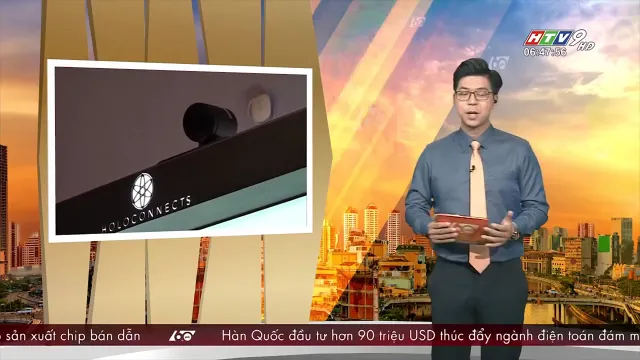 HTV9
HD
06:47:56
HOLOCONNECTS
sản xuất chip bán dẫn 60 Hàn Quốc đầu tư hơn 90 triệu USD thúc đẩy ngành điện toán đám m